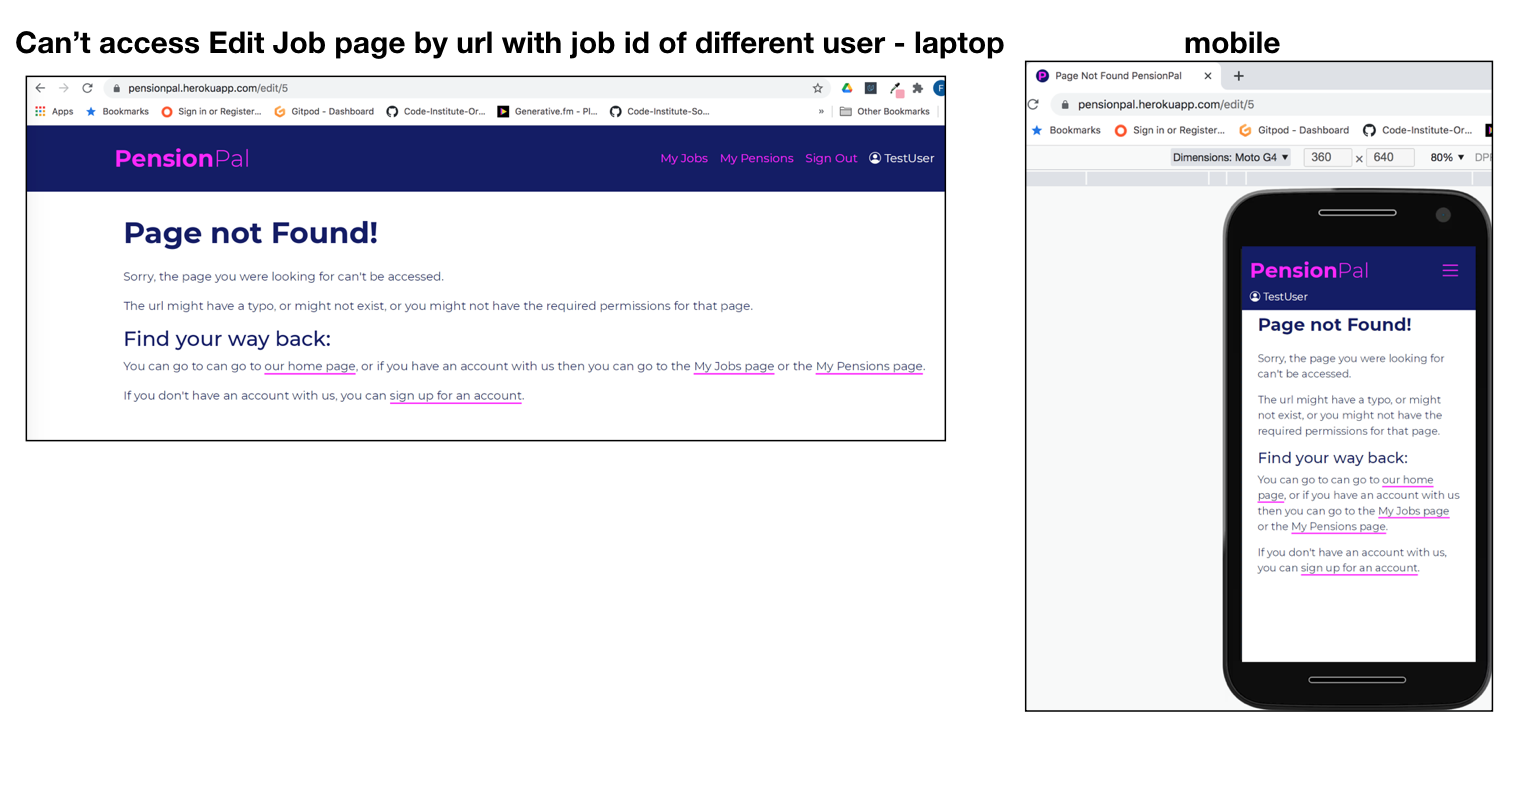 Can’t access Edit Job page by url with job id of different user - laptop
mobile
pensionpal.herokuapp.com/edit/5
F
Apps Bookmarks Sign in or Register... Gitpod - Dashboard Code-Institute-Or... Generative.fm - Pl... Code-Institute-So... » Other Bookmarks
PensionPal My Jobs My Pensions Sign Out TestUser
Page not Found!
Sorry, the page you were looking for can't be accessed.
The url might have a typo, or might not exist, or you might not have the required permissions for that page.
Find your way back:
You can go to can go to our home page, or if you have an account with us then you can go to the My Jobs page or the My Pensions page.
If you don't have an account with us, you can sign up for an account.
P Page Not Found PensionPal × +
pensionpal.herokuapp.com/edit/5
Bookmarks Sign in or Register... Gitpod - Dashboard Code-Institute-Or...
Dimensions: Moto G4 ▼ 360 x 640 80% ▼ DPI
PensionPal
TestUser
Page not Found!
Sorry, the page you were looking for
can't be accessed.
The url might have a typo, or might
not exist, or you might not have the
required permissions for that page.
Find your way back:
You can go to can go to our home
page, or if you have an account with us
then you can go to the My Jobs page
or the My Pensions page.
If you don't have an account with us,
you can sign up for an account.